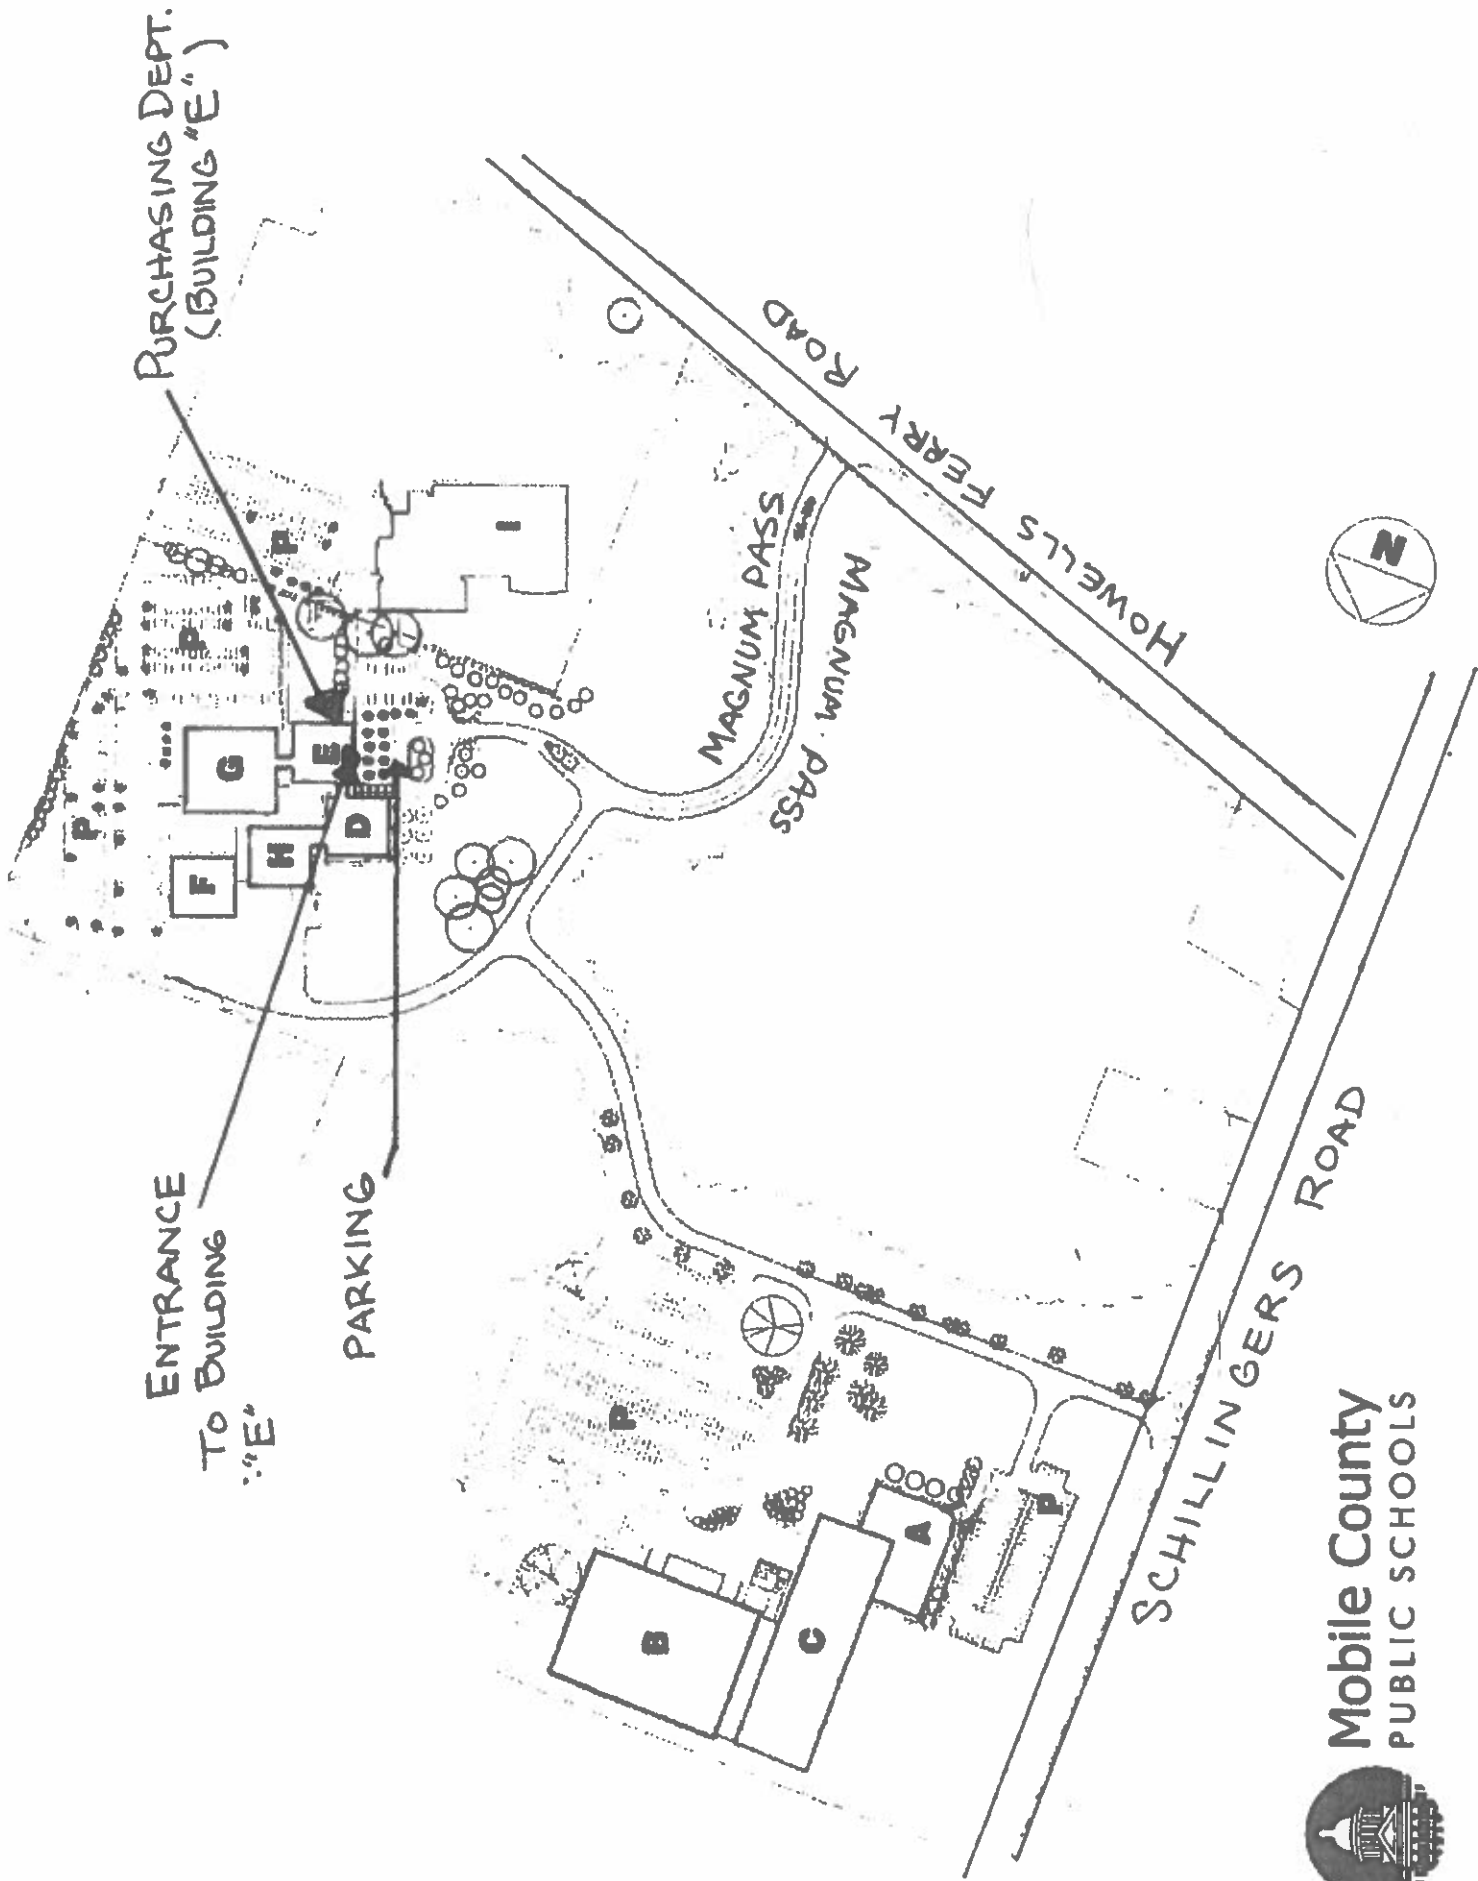 PURCHASING DEPT.
(BUILDING "E")
ENTRANCE
TO BUILDING
"E"
PARKING
P
P
P
G
E
D
H
F
I
MAGNUM PASS
MAGNUM PASS
HOWELLS FERRY ROAD
N
P
B
C
A
P
SCHILLINGERS ROAD
Mobile County
PUBLIC SCHOOLS